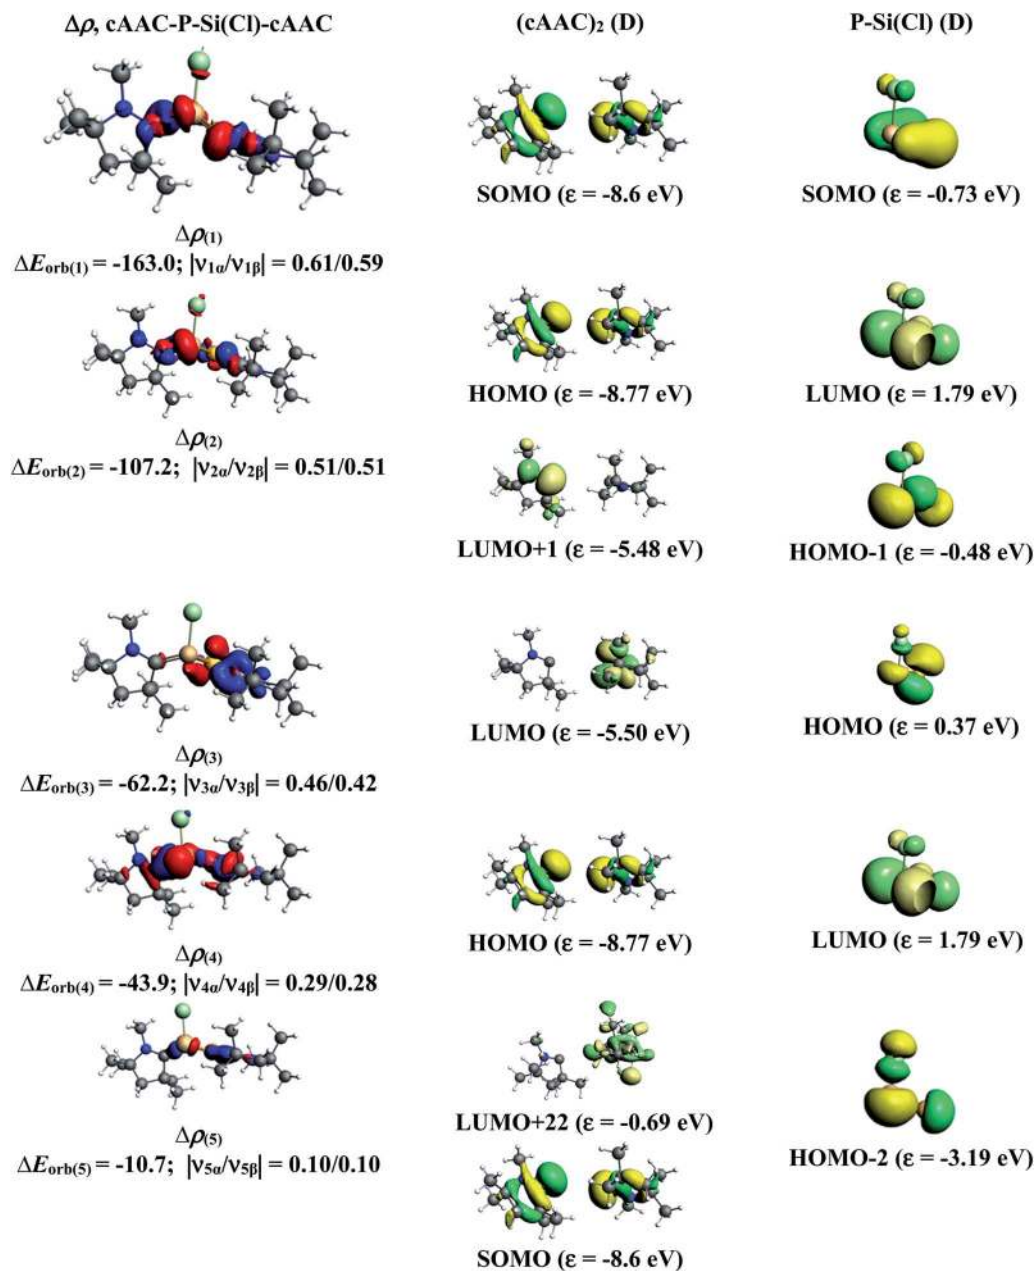 Δρ, cAAC-P-Si(Cl)-cAAC
(cAAC)₂ (D)
P-Si(Cl) (D)
SOMO (ε = -8.6 eV)
SOMO (ε = -0.73 eV)
Δρ₍₁₎
ΔEorb(1) = -163.0; |ν1α/ν1β| = 0.61/0.59
HOMO (ε = -8.77 eV)
LUMO (ε = 1.79 eV)
Δρ₍₂₎
ΔEorb(2) = -107.2; |ν2α/ν2β| = 0.51/0.51
LUMO+1 (ε = -5.48 eV)
HOMO-1 (ε = -0.48 eV)
LUMO (ε = -5.50 eV)
HOMO (ε = 0.37 eV)
Δρ₍₃₎
ΔEorb(3) = -62.2; |ν3α/ν3β| = 0.46/0.42
HOMO (ε = -8.77 eV)
LUMO (ε = 1.79 eV)
Δρ₍₄₎
ΔEorb(4) = -43.9; |ν4α/ν4β| = 0.29/0.28
LUMO+22 (ε = -0.69 eV)
Δρ₍₅₎
ΔEorb(5) = -10.7; |ν5α/ν5β| = 0.10/0.10
HOMO-2 (ε = -3.19 eV)
SOMO (ε = -8.6 eV)